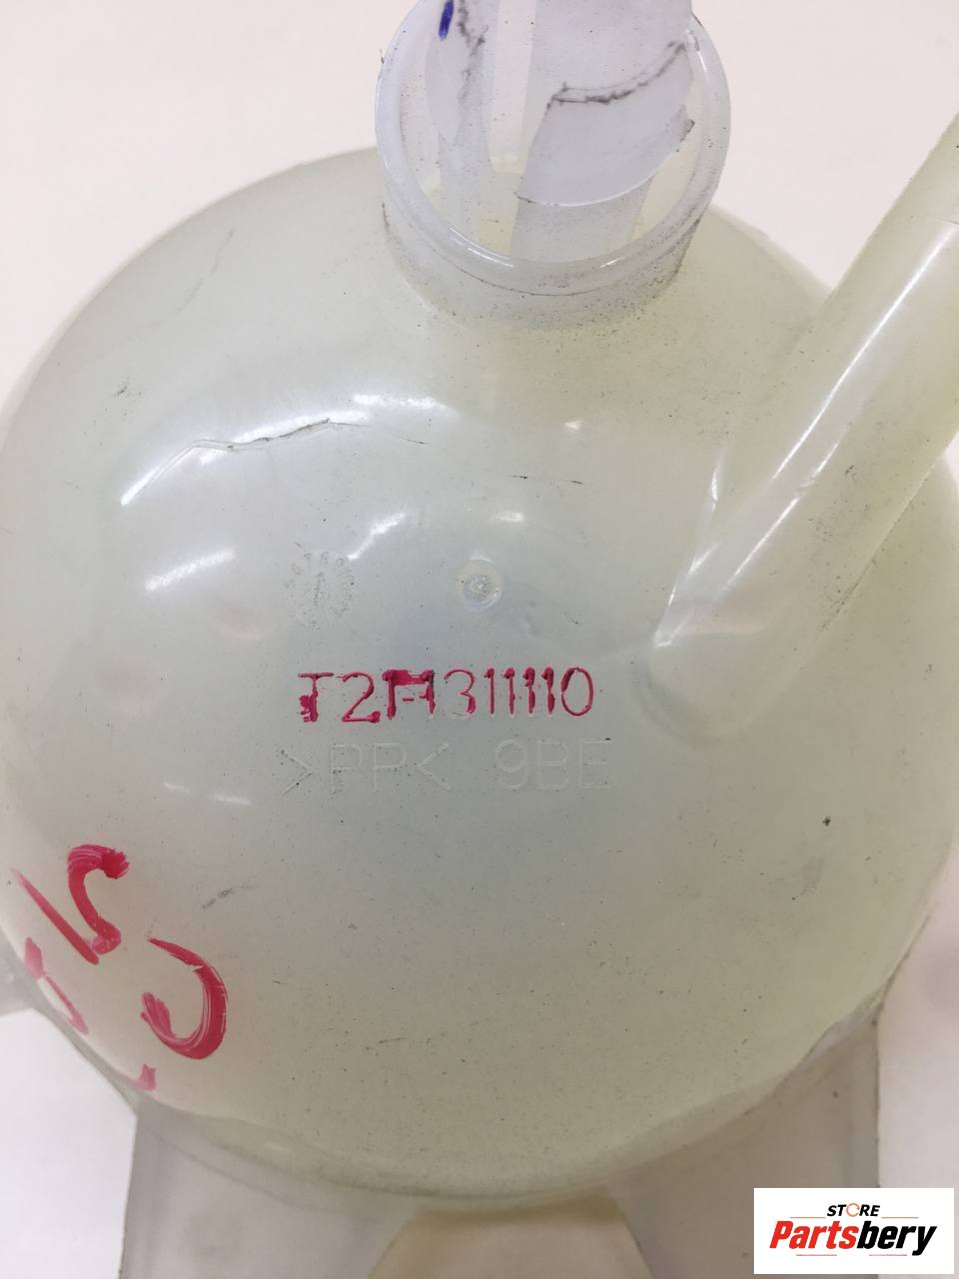 T2H311110
>PP< 9BE
STORE
Partsbery